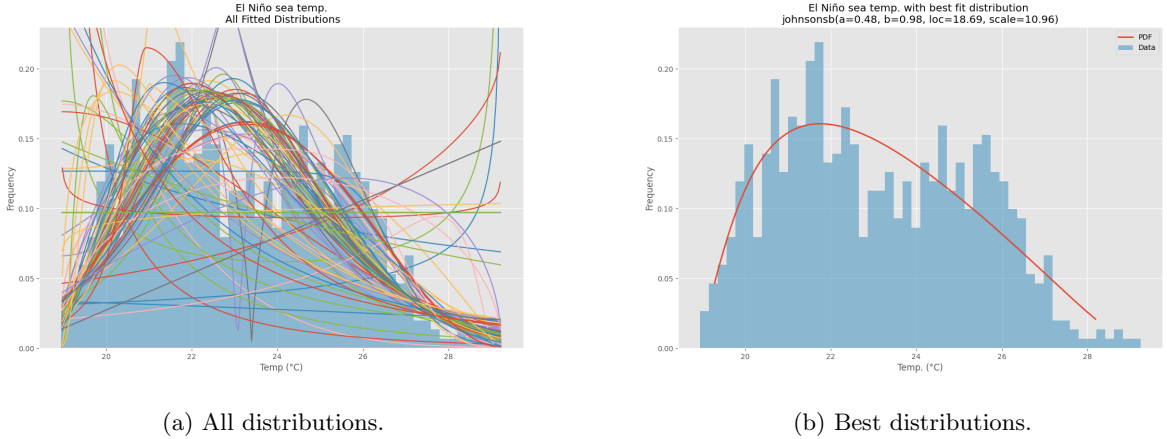 El Niño sea temp.
All Fitted Distributions
Frequency
0.20
0.15
0.10
0.05
0.00
20
22
24
26
28
Temp (°C)
(a) All distributions.
El Niño sea temp. with best fit distribution
johnsonsb(a=0.48, b=0.98, loc=18.69, scale=10.96)
PDF
Data
Frequency
0.20
0.15
0.10
0.05
0.00
20
22
24
26
28
Temp. (°C)
(b) Best distributions.